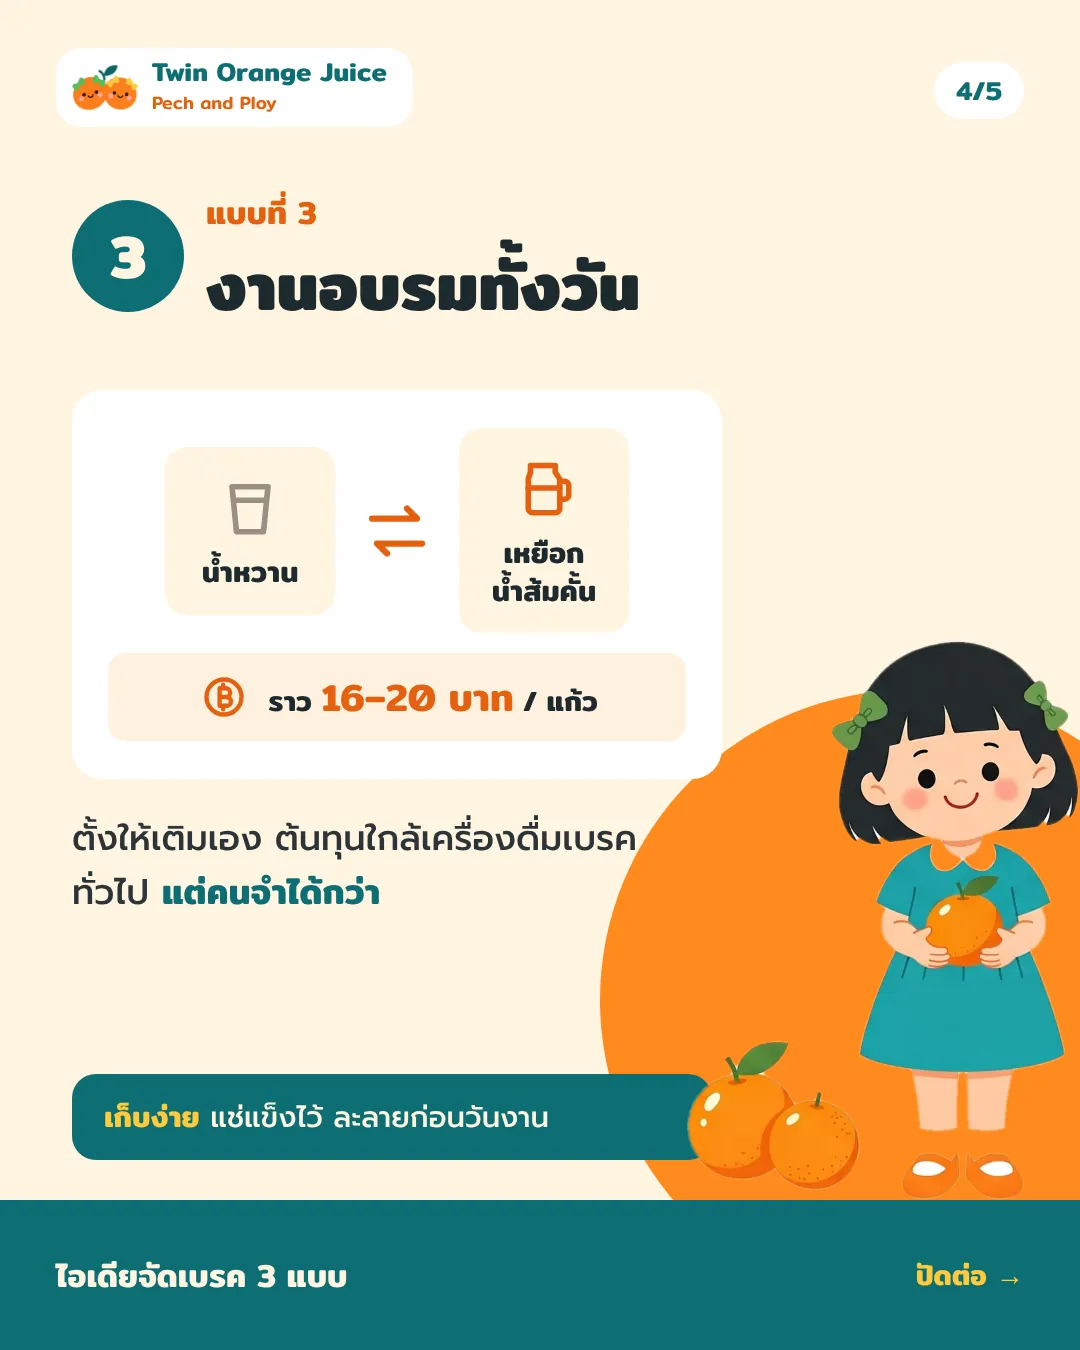 Twin Orange Juice
Pech and Ploy
4/5
3
แบบที่ 3
งานอบรมทั้งวัน
น้ำหวาน
เหยือก
น้ำส้มคั้น
ราว 16–20 บาท / แก้ว
ตั้งให้เติมเอง ต้นทุนใกล้เครื่องดื่มเบรค
ทั่วไป แต่คนจำได้กว่า
เก็บง่าย แช่แข็งไว้ ละลายก่อนวันงาน
ไอเดียจัดเบรค 3 แบบ
ปัดต่อ →